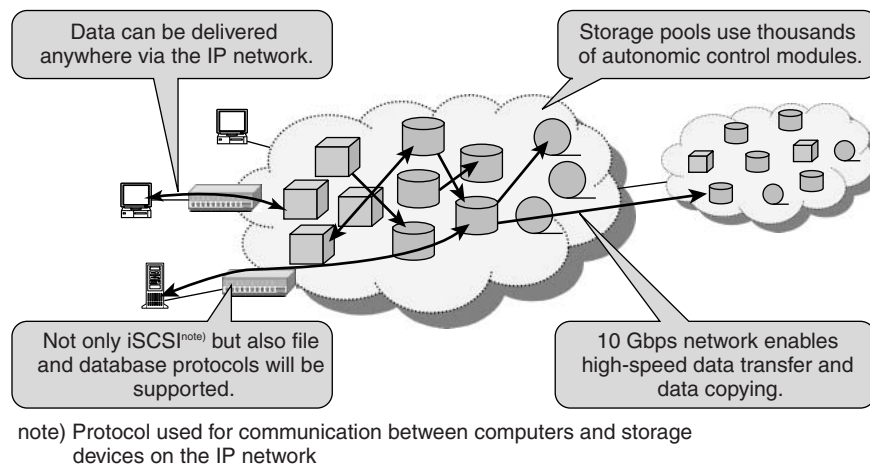 Data can be delivered
anywhere via the IP network.
Storage pools use thousands
of autonomic control modules.
Not only iSCSI^note) but also file
and database protocols will be
supported.
10 Gbps network enables
high-speed data transfer and
data copying.
note) Protocol used for communication between computers and storage
devices on the IP network